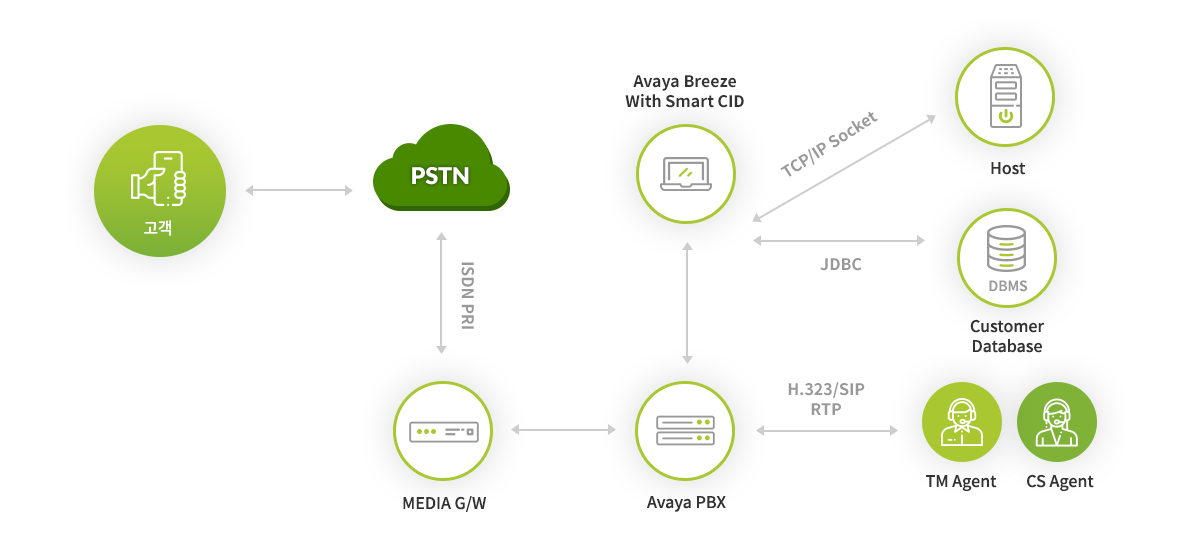 Avaya Breeze
With Smart CID
TCP/IP Socket
Host
고객
PSTN
ISDN PRI
JDBC
DBMS
Customer
Database
MEDIA G/W
Avaya PBX
H.323/SIP
RTP
TM Agent
CS Agent